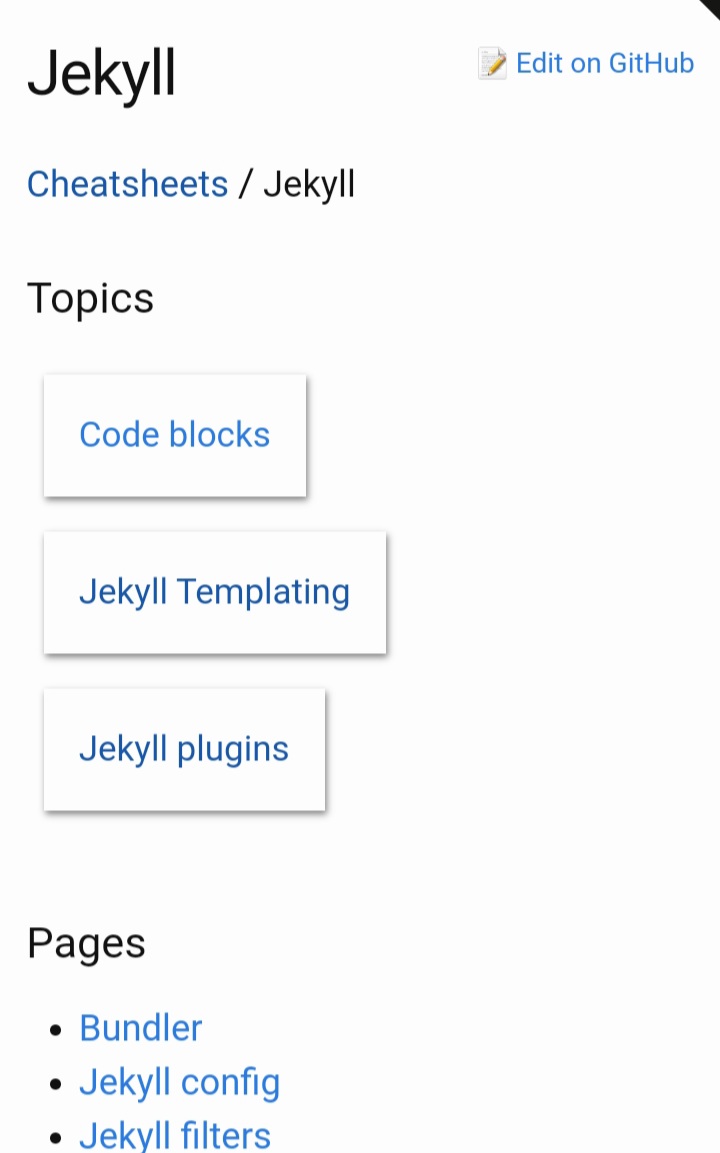 Jekyll
Edit on GitHub
Cheatsheets / Jekyll
Topics
Code blocks
Jekyll Templating
Jekyll plugins
Pages
Bundler
Jekyll config
Jekyll filters